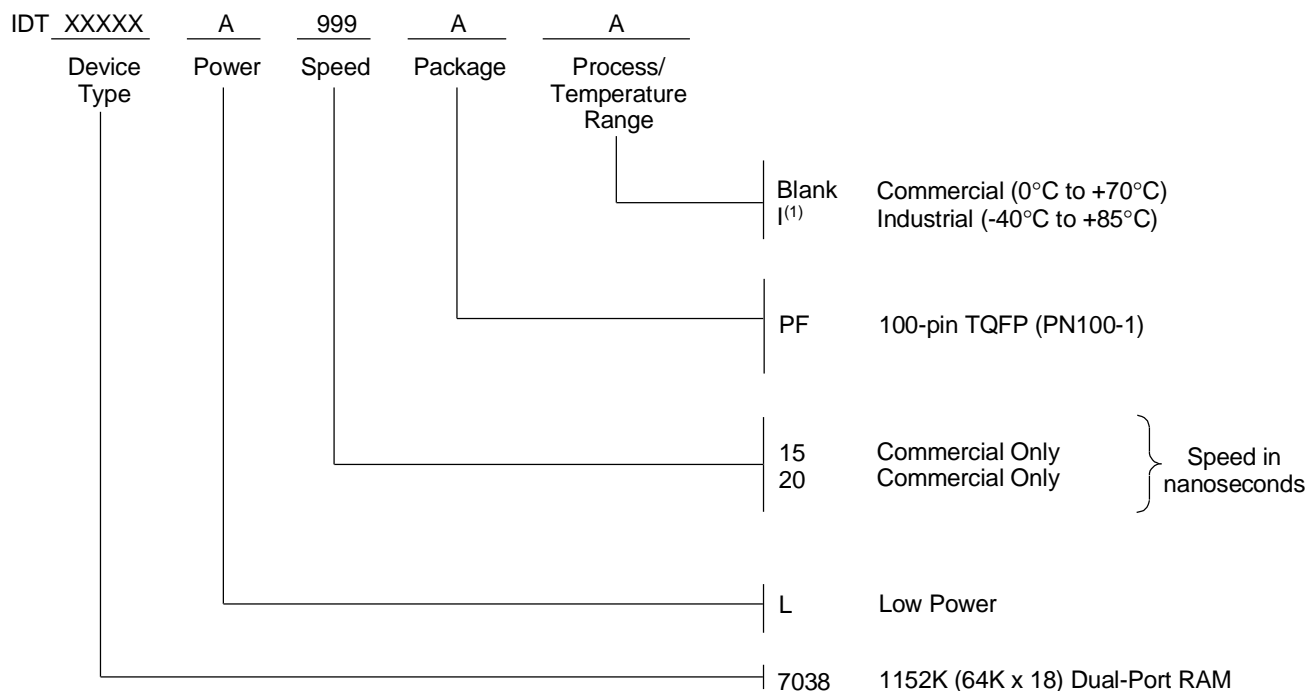 IDT XXXXX A 999 A A
Device Type Power Speed Package Process/ Temperature Range
Blank Commercial (0°C to +70°C)
I(1) Industrial (-40°C to +85°C)
PF 100-pin TQFP (PN100-1)
15 Commercial Only
20 Commercial Only
Speed in
nanoseconds
L Low Power
7038 1152K (64K x 18) Dual-Port RAM